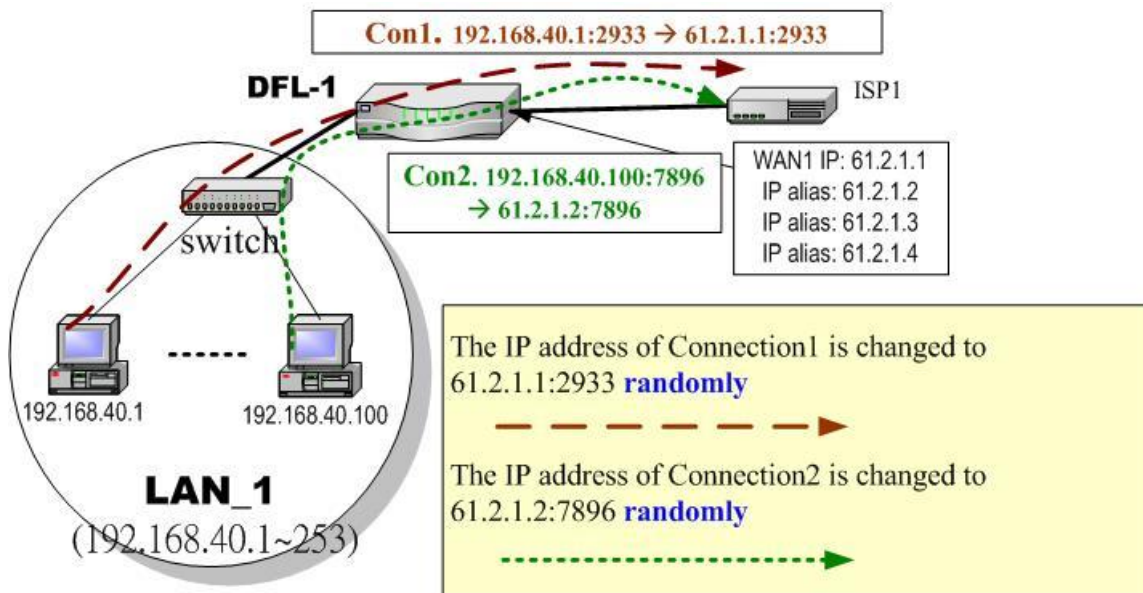 Con1. 192.168.40.1:2933 → 61.2.1.1:2933
DFL-1
ISP1
Con2. 192.168.40.100:7896
→ 61.2.1.2:7896
WAN1 IP: 61.2.1.1
IP alias: 61.2.1.2
IP alias: 61.2.1.3
IP alias: 61.2.1.4
switch
192.168.40.1
192.168.40.100
LAN_1
(192.168.40.1~253)
The IP address of Connection1 is changed to
61.2.1.1:2933 randomly
The IP address of Connection2 is changed to
61.2.1.2:7896 randomly